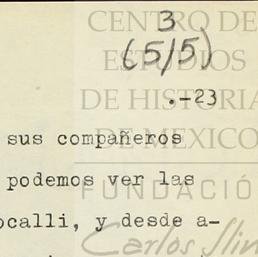 3
(5/5)
CENTRO DE
ESTUDIOS
DE HISTORIA
DE MEXICO
.-23
sus compañeros
podemos ver las
FUNDACIÓ
ocalli, y desde a-
Carlos Slim